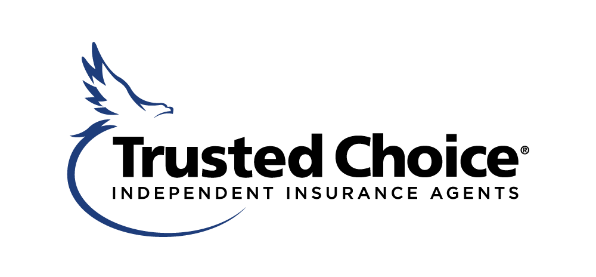 Trusted Choice®
INDEPENDENT INSURANCE AGENTS